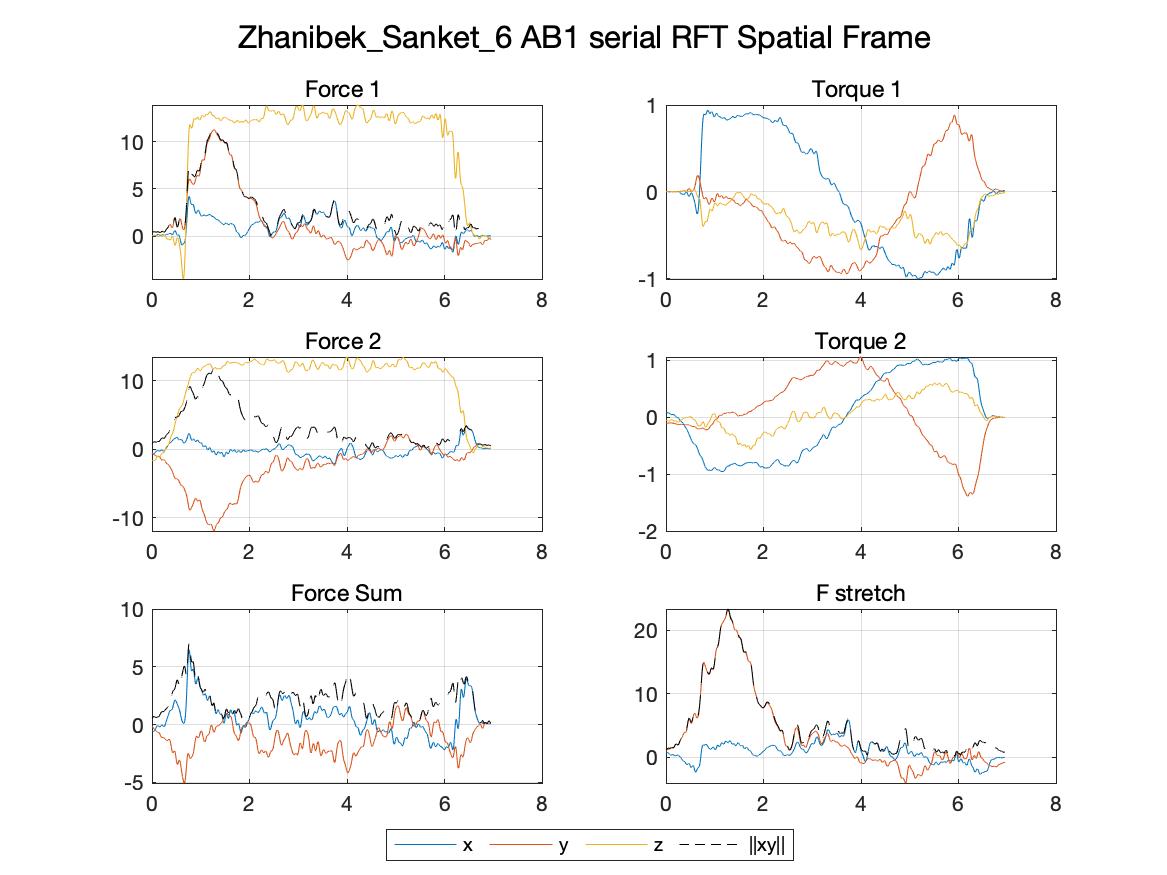 Zhanibek_Sanket_6 AB1 serial RFT Spatial Frame
Force 1
10
5
0
0 2 4 6 8
Torque 1
1
0
-1
0 2 4 6 8
Force 2
10
0
-10
0 2 4 6 8
Torque 2
1
0
-1
-2
0 2 4 6 8
Force Sum
10
5
0
-5
0 2 4 6 8
F stretch
20
10
0
0 2 4 6 8
x y z ||xy||